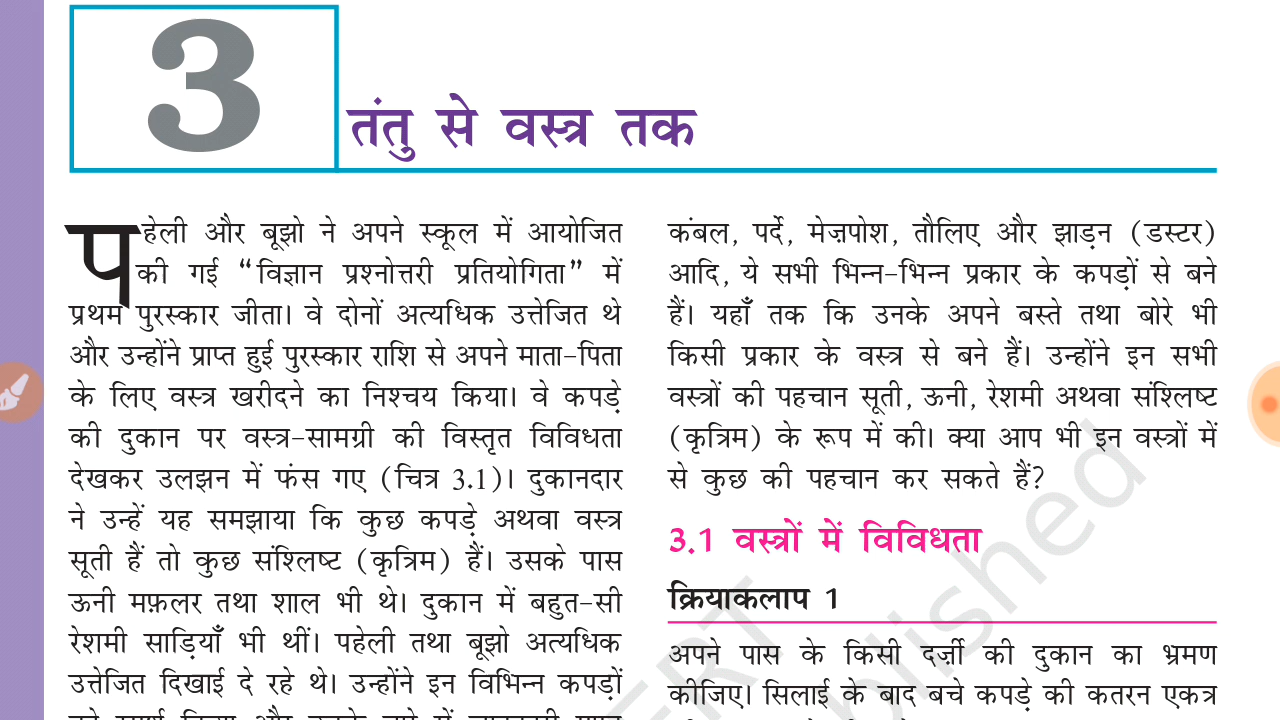 3
तंतु से वस्त्र तक
पहेली और बूझो ने अपने स्कूल में आयोजित
की गई “विज्ञान प्रश्नोत्तरी प्रतियोगिता” में
प्रथम पुरस्कार जीता। वे दोनों अत्यधिक उत्तेजित थे
और उन्होंने प्राप्त हुई पुरस्कार राशि से अपने माता-पिता
के लिए वस्त्र खरीदने का निश्चय किया। वे कपड़े
की दुकान पर वस्त्र-सामग्री की विस्तृत विविधता
देखकर उलझन में फंस गए (चित्र 3.1)। दुकानदार
ने उन्हें यह समझाया कि कुछ कपड़े अथवा वस्त्र
सूती हैं तो कुछ संश्लिष्ट (कृत्रिम) हैं। उसके पास
ऊनी मफ़लर तथा शाल भी थे। दुकान में बहुत-सी
रेशमी साड़ियाँ भी थीं। पहेली तथा बूझो अत्यधिक
उत्तेजित दिखाई दे रहे थे। उन्होंने इन विभिन्न कपड़ों
कंबल, पर्दे, मेज़पोश, तौलिए और झाड़न (डस्टर)
आदि, ये सभी भिन्न-भिन्न प्रकार के कपड़ों से बने
हैं। यहाँ तक कि उनके अपने बस्ते तथा बोरे भी
किसी प्रकार के वस्त्र से बने हैं। उन्होंने इन सभी
वस्त्रों की पहचान सूती, ऊनी, रेशमी अथवा संश्लिष्ट
(कृत्रिम) के रूप में की। क्या आप भी इन वस्त्रों में
से कुछ की पहचान कर सकते हैं?
3.1 वस्त्रों में विविधता
क्रियाकलाप 1
अपने पास के किसी दर्ज़ी की दुकान का भ्रमण
कीजिए। सिलाई के बाद बचे कपड़े की कतरन एकत्र